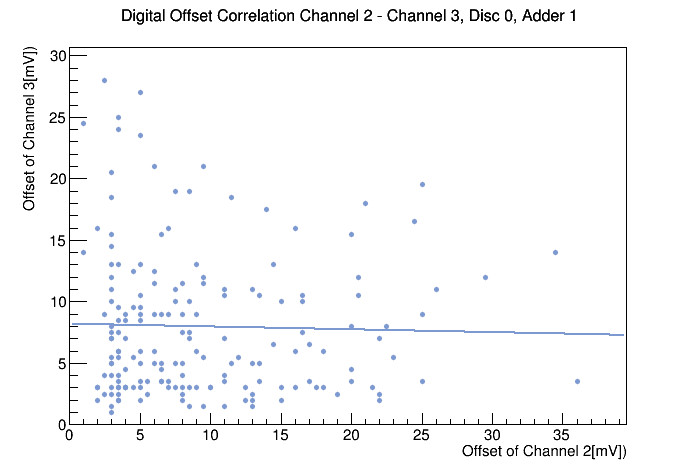 Digital Offset Correlation Channel 2 - Channel 3, Disc 0, Adder 1
Offset of Channel 3[mV])
30
25
20
15
10
5
0
0 5 10 15 20 25 30 35
Offset of Channel 2[mV])